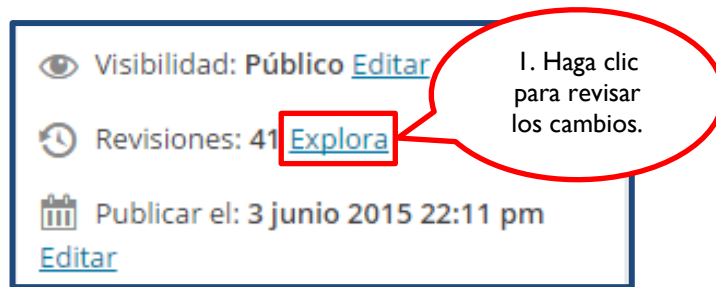 Visibilidad: Público Editar
1. Haga clic
para revisar
los cambios.
Revisiones: 41 Explora
Publicar el: 3 junio 2015 22:11 pm
Editar